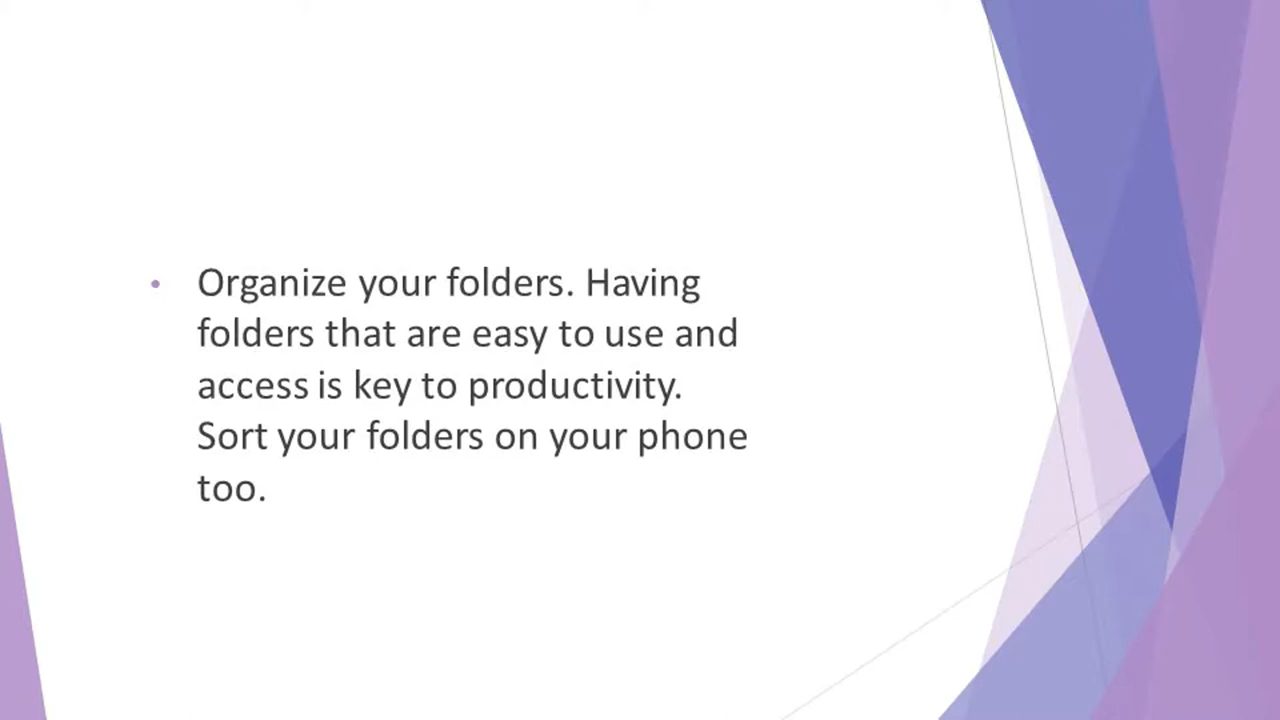 • Organize your folders. Having
folders that are easy to use and
access is key to productivity.
Sort your folders on your phone
too.